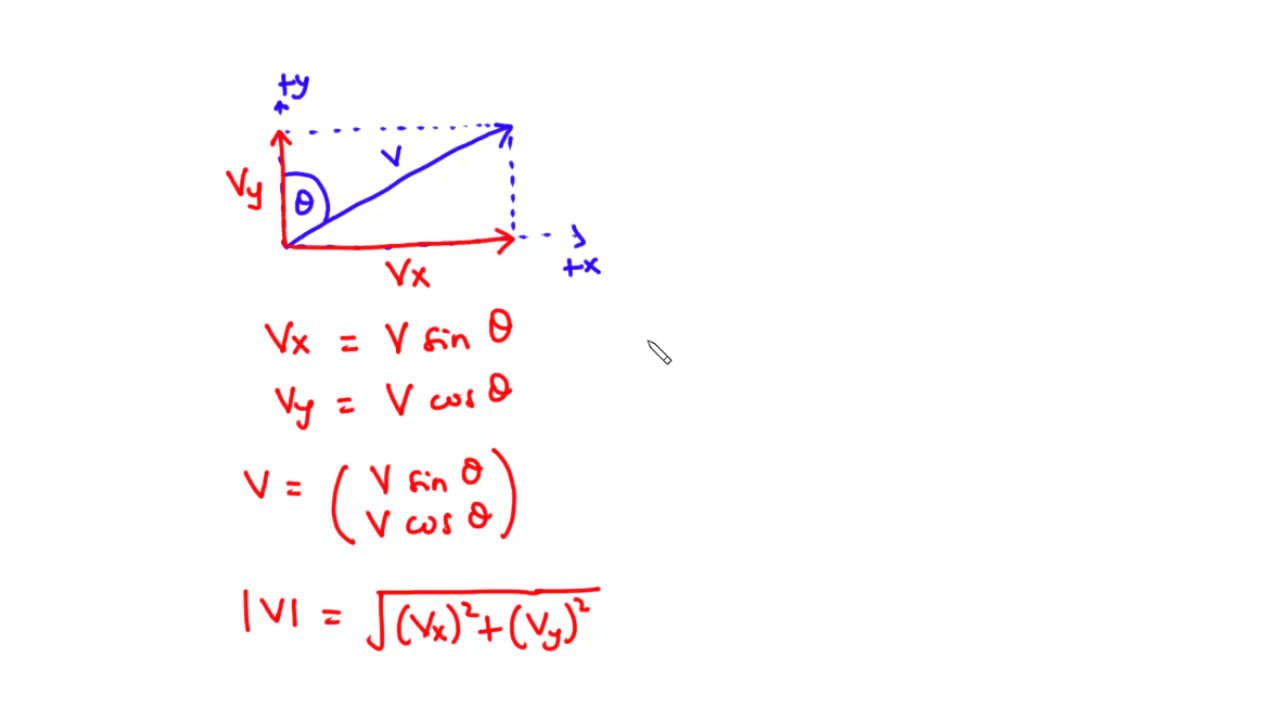 +y
V
Vy
θ
Vx
+x
Vx = V sin θ
Vy = V cos θ
V = ( V sin θ
V cos θ )
|V| = √(Vx)²+(Vy)²